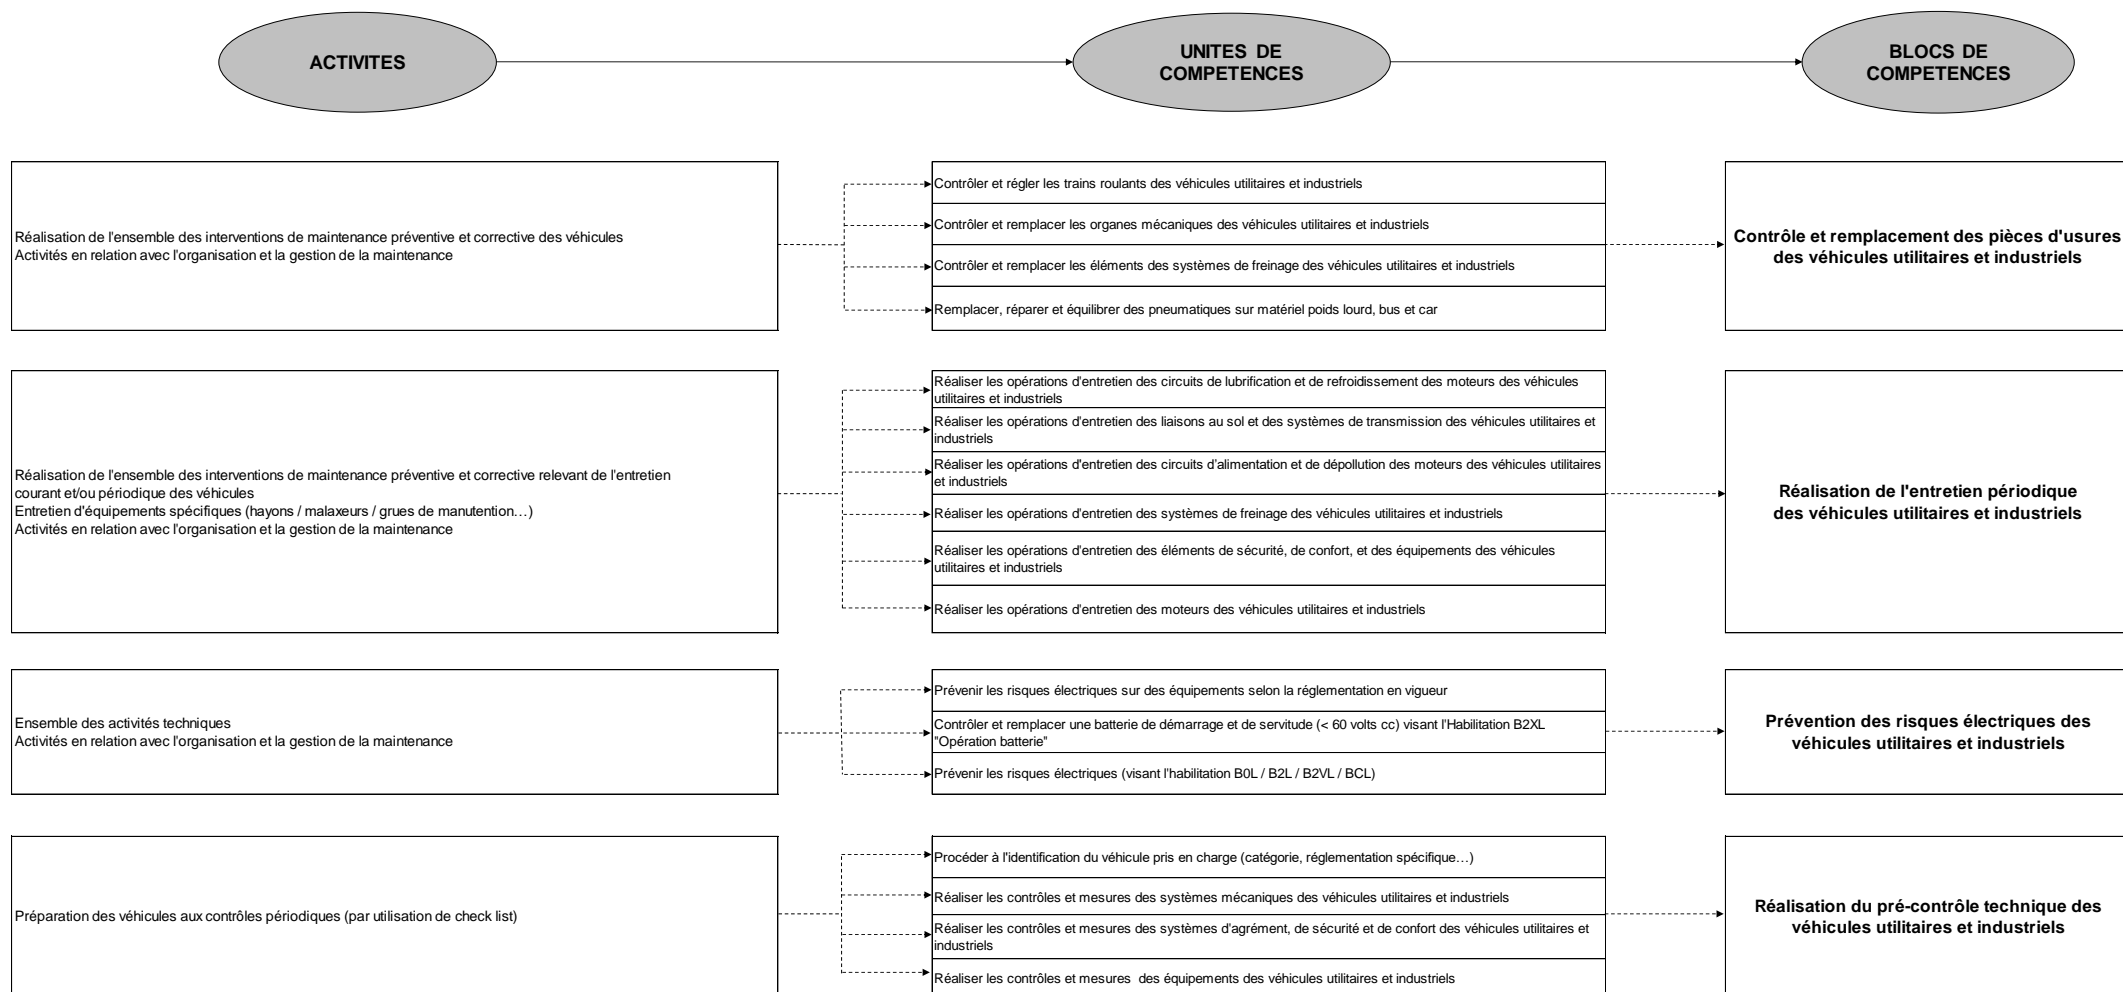 ACTIVITES
UNITES DE
COMPETENCES
BLOCS DE
COMPETENCES
Réalisation de l'ensemble des interventions de maintenance préventive et corrective des véhicules
Activités en relation avec l'organisation et la gestion de la maintenance
Contrôler et régler les trains roulants des véhicules utilitaires et industriels
Contrôler et remplacer les organes mécaniques des véhicules utilitaires et industriels
Contrôler et remplacer les éléments des systèmes de freinage des véhicules utilitaires et industriels
Remplacer, réparer et équilibrer des pneumatiques sur matériel poids lourd, bus et car
Contrôle et remplacement des pièces d'usures
des véhicules utilitaires et industriels
Réalisation de l'ensemble des interventions de maintenance préventive et corrective relevant de l'entretien
courant et/ou périodique des véhicules
Entretien d'équipements spécifiques (hayons / malaxeurs / grues de manutention…)
Activités en relation avec l'organisation et la gestion de la maintenance
Réaliser les opérations d'entretien des circuits de lubrification et de refroidissement des moteurs des véhicules
utilitaires et industriels
Réaliser les opérations d'entretien des liaisons au sol et des systèmes de transmission des véhicules utilitaires et
industriels
Réaliser les opérations d'entretien des circuits d'alimentation et de dépollution des moteurs des véhicules utilitaires
et industriels
Réaliser les opérations d'entretien des systèmes de freinage des véhicules utilitaires et industriels
Réaliser les opérations d'entretien des éléments de sécurité, de confort, et des équipements des véhicules
utilitaires et industriels
Réaliser les opérations d'entretien des moteurs des véhicules utilitaires et industriels
Réalisation de l'entretien périodique
des véhicules utilitaires et industriels
Ensemble des activités techniques
Activités en relation avec l'organisation et la gestion de la maintenance
Prévenir les risques électriques sur des équipements selon la réglementation en vigueur
Contrôler et remplacer une batterie de démarrage et de servitude (< 60 volts cc) visant l'Habilitation B2XL
"Opération batterie"
Prévenir les risques électriques (visant l'habilitation B0L / B2L / B2VL / BCL)
Prévention des risques électriques des
véhicules utilitaires et industriels
Préparation des véhicules aux contrôles périodiques (par utilisation de check list)
Procéder à l'identification du véhicule pris en charge (catégorie, réglementation spécifique…)
Réaliser les contrôles et mesures des systèmes mécaniques des véhicules utilitaires et industriels
Réaliser les contrôles et mesures des systèmes d'agrément, de sécurité et de confort des véhicules utilitaires et
industriels
Réaliser les contrôles et mesures  des équipements des véhicules utilitaires et industriels
Réalisation du pré-contrôle technique des
véhicules utilitaires et industriels